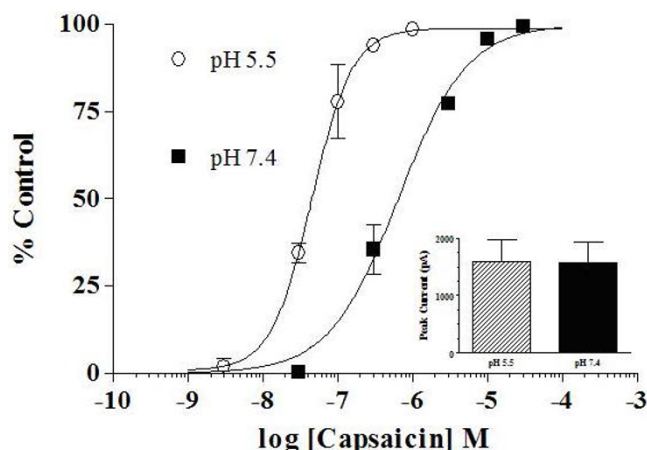 100
75
50
25
0
% Control
pH 5.5
pH 7.4
-10 -9 -8 -7 -6 -5 -4 -3
log [Capsaicin] M
2000
1000
0
Peak Current (pA)
pH 5.5 pH 7.4